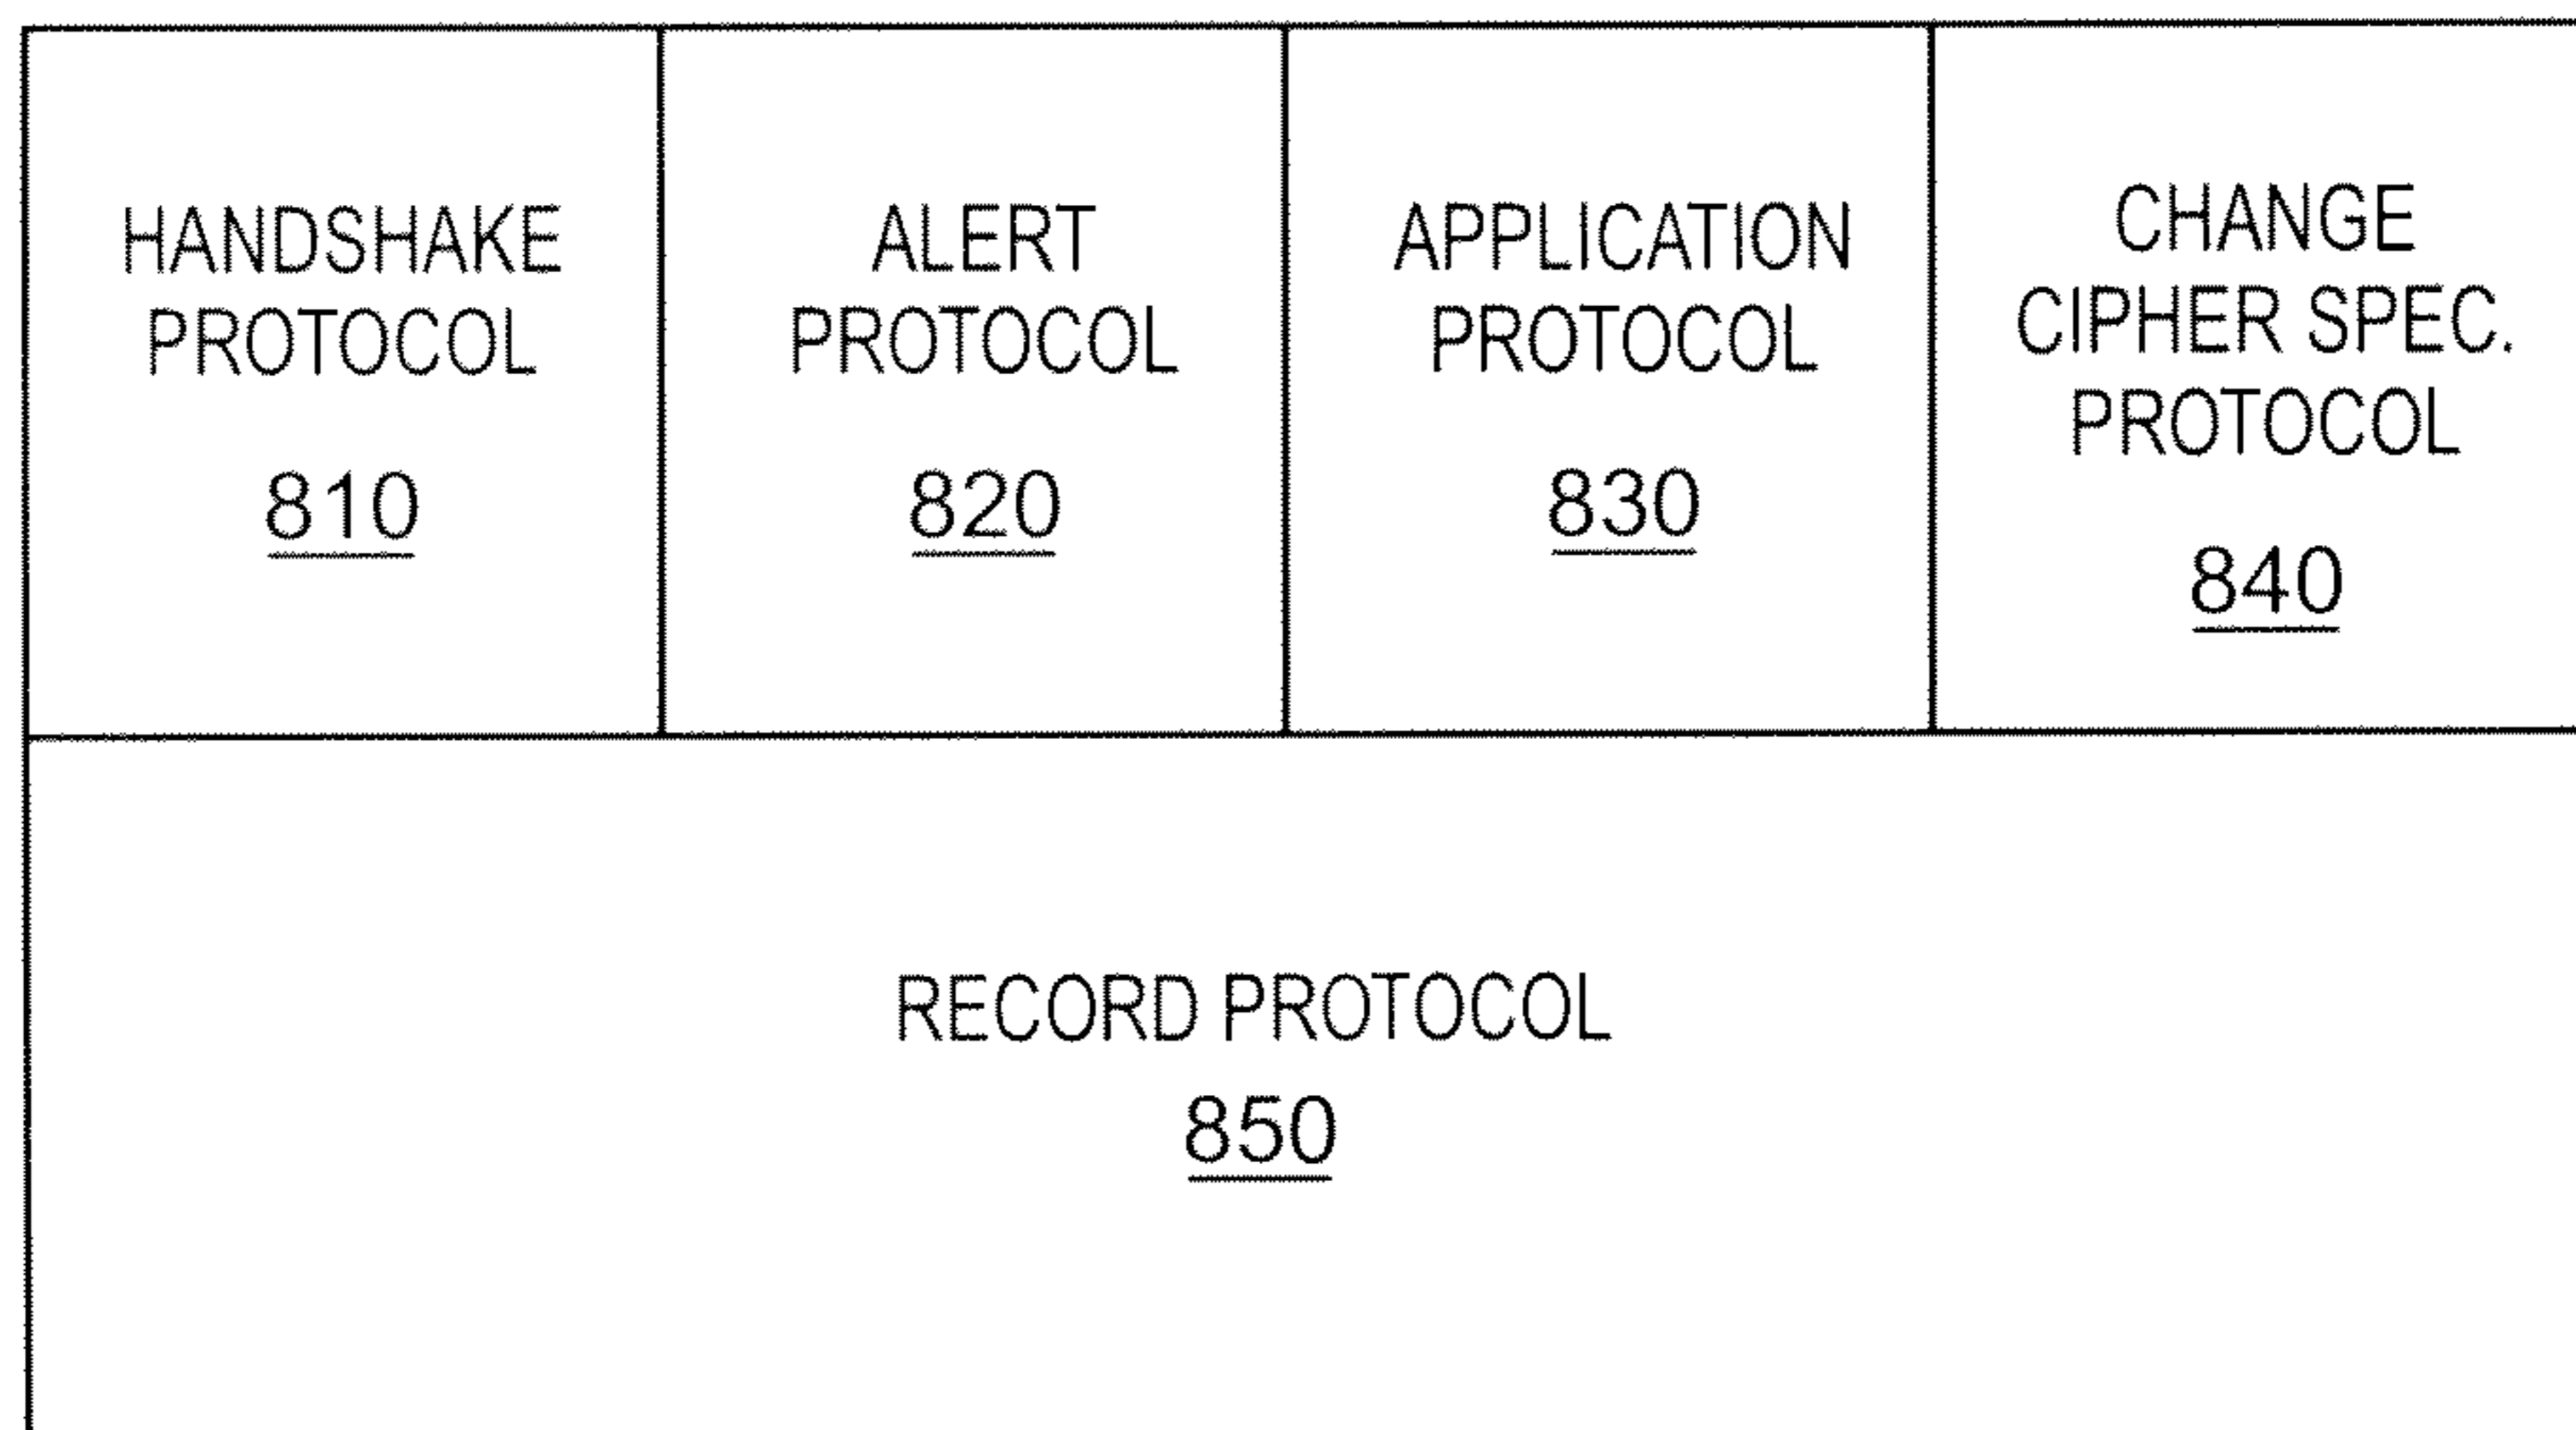 HANDSHAKE
PROTOCOL
810
ALERT
PROTOCOL
820
APPLICATION
PROTOCOL
830
CHANGE
CIPHER SPEC.
PROTOCOL
840
RECORD PROTOCOL
850